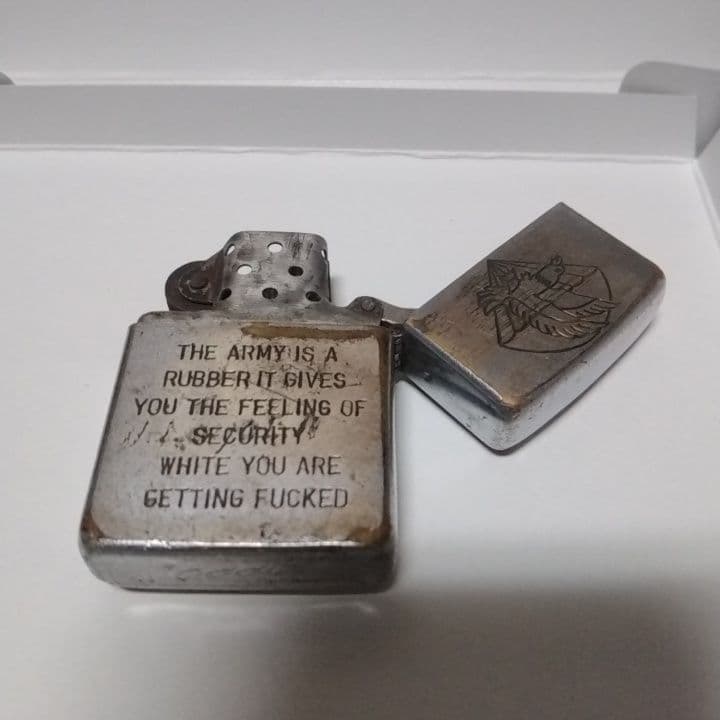 THE ARMY IS A
RUBBER IT GIVES
YOU THE FEELING OF
SECURITY
WHITE YOU ARE
GETTING FUCKED